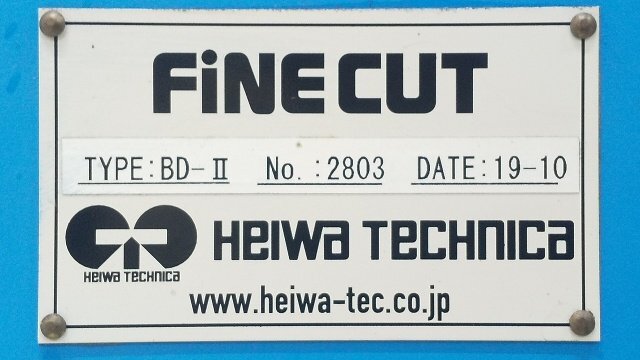 FiNE CUT
TYPE:BD-Ⅱ No.:2803 DATE:19-10
HEIWA TECHNICA
HEIWA TECHNICA
www.heiwa-tec.co.jp